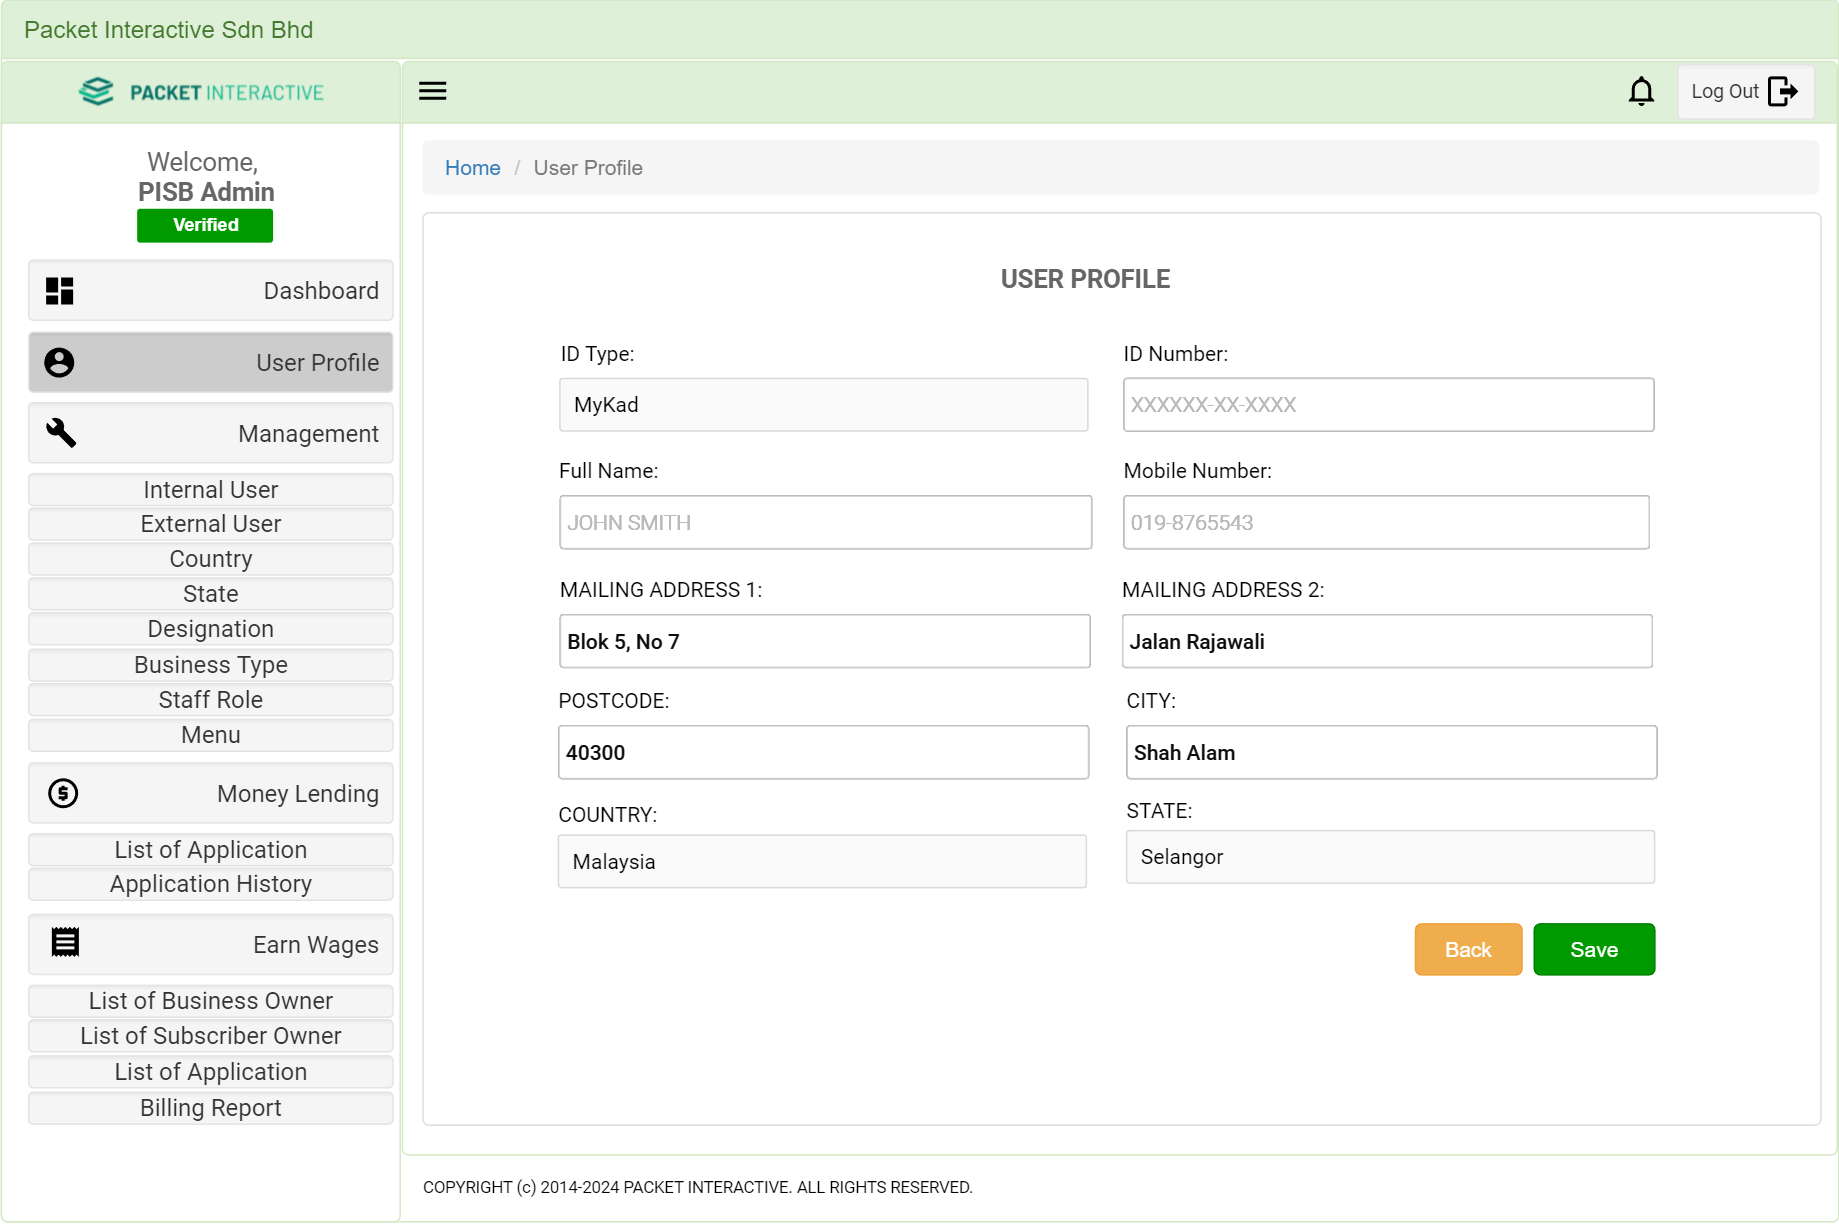 Packet Interactive Sdn Bhd
PACKET INTERACTIVE
Log Out
Welcome,
PISB Admin
Verified
Dashboard
User Profile
Management
Internal User
External User
Country
State
Designation
Business Type
Staff Role
Menu
Money Lending
List of Application
Application History
Earn Wages
List of Business Owner
List of Subscriber Owner
List of Application
Billing Report
Home / User Profile
USER PROFILE
ID Type:
MyKad
ID Number:
XXXXXX-XX-XXXX
Full Name:
JOHN SMITH
Mobile Number:
019-8765543
MAILING ADDRESS 1:
Blok 5, No 7
MAILING ADDRESS 2:
Jalan Rajawali
POSTCODE:
40300
CITY:
Shah Alam
COUNTRY:
Malaysia
STATE:
Selangor
Back
Save
COPYRIGHT (c) 2014-2024 PACKET INTERACTIVE. ALL RIGHTS RESERVED.